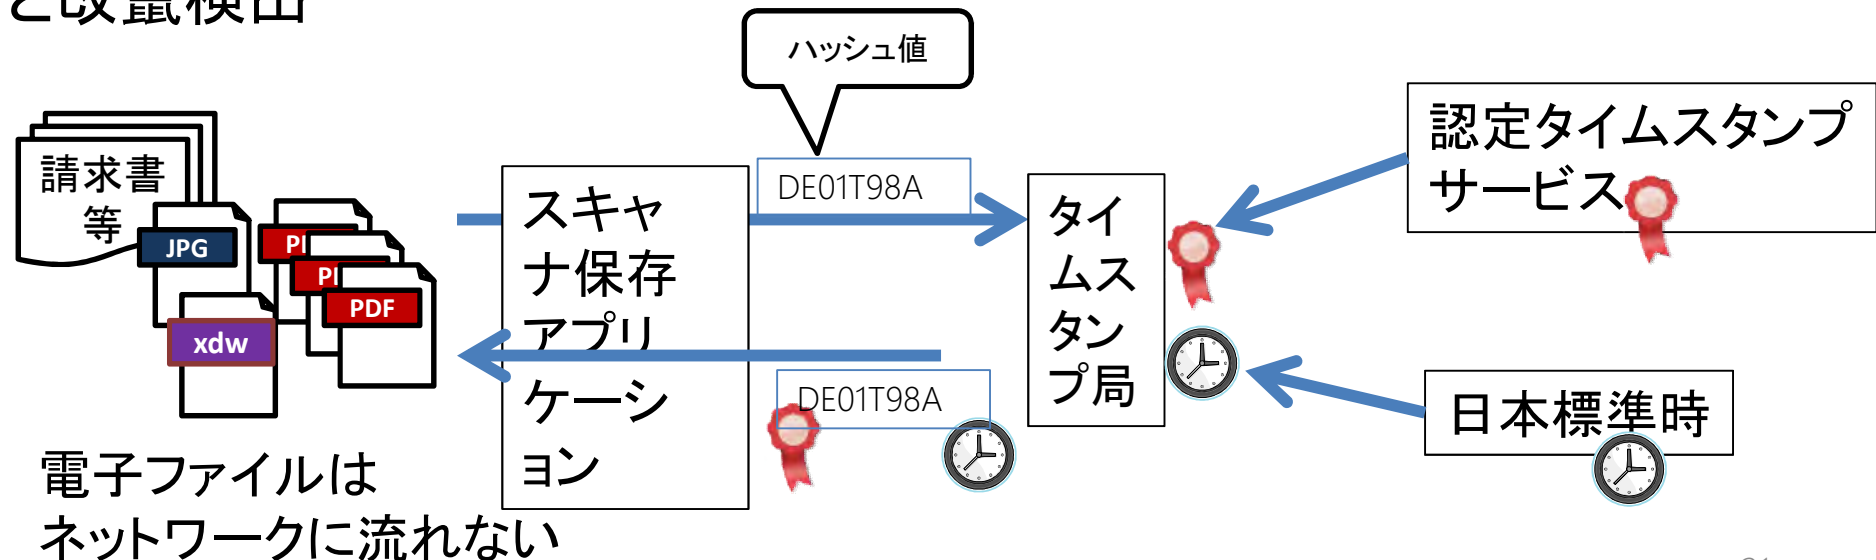 と改竄検出
ハッシュ値
請求書
等
JPG
PDF
xdw
スキャ
ナ保存
アプリ
ケーシ
ョン
DE01T98A
DE01T98A
タイ
ムス
タン
プ局
認定タイムスタンプ
サービス
日本標準時
電子ファイルは
ネットワークに流れない